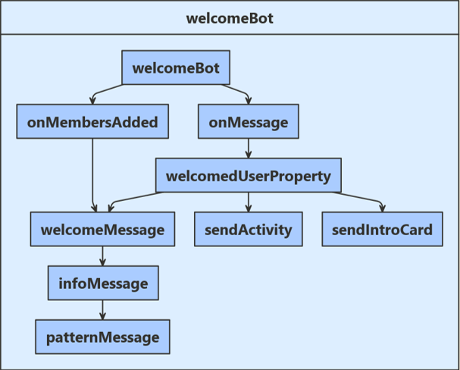 welcomeBot
welcomeBot
onMembersAdded
onMessage
welcomedUserProperty
welcomeMessage
sendActivity
sendIntroCard
infoMessage
patternMessage